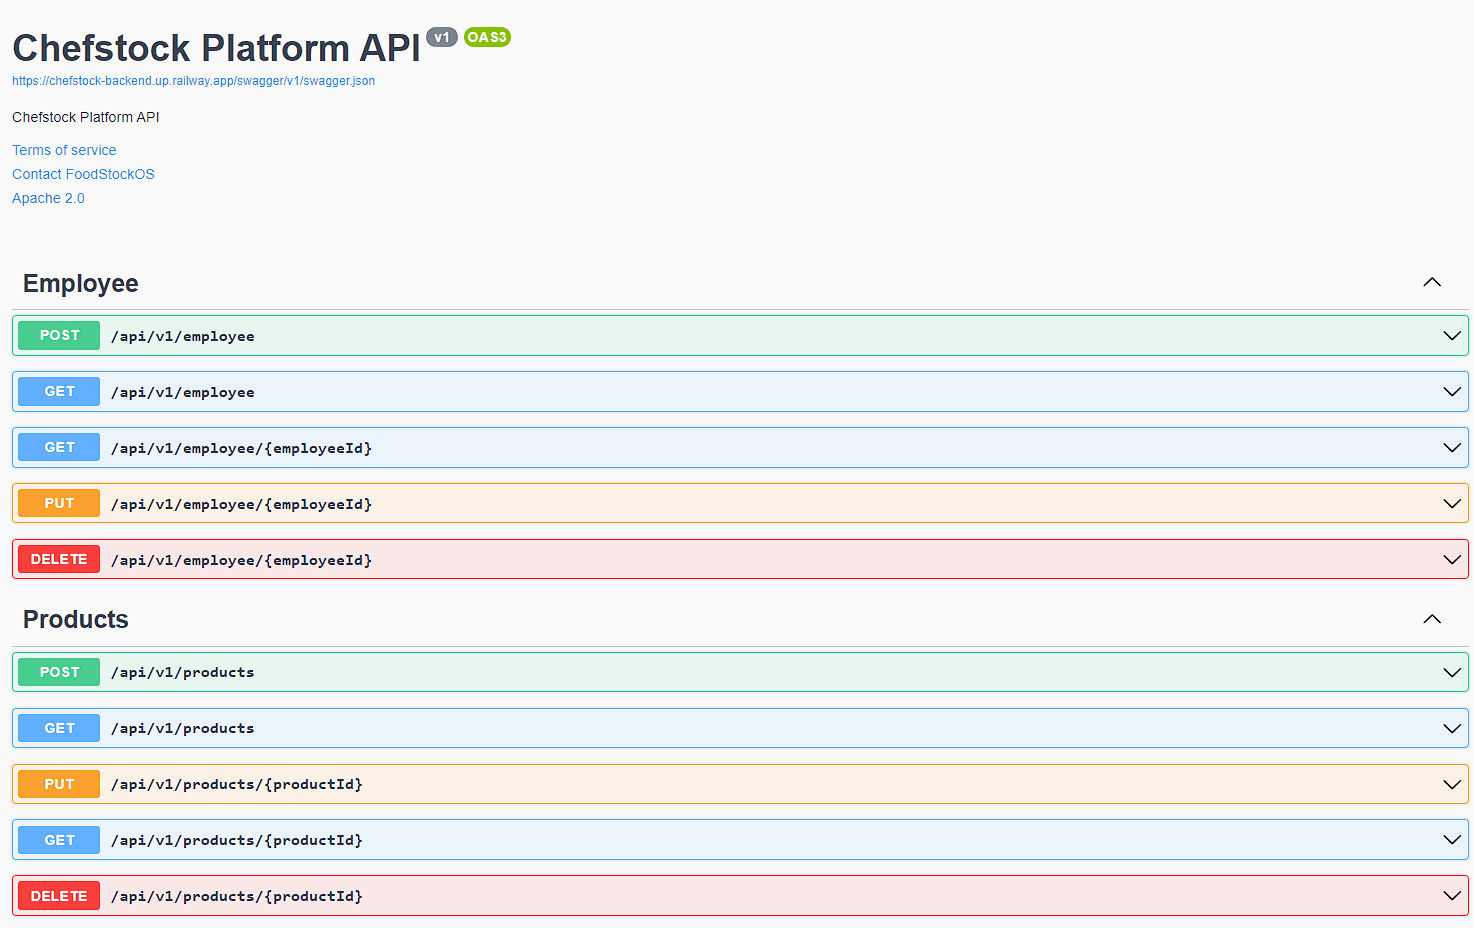 Chefstock Platform API v1 OAS3
https://chefstock-backend.up.railway.app/swagger/v1/swagger.json
Chefstock Platform API
Terms of service
Contact FoodStockOS
Apache 2.0
Employee
POST /api/v1/employee
GET /api/v1/employee
GET /api/v1/employee/{employeeId}
PUT /api/v1/employee/{employeeId}
DELETE /api/v1/employee/{employeeId}
Products
POST /api/v1/products
GET /api/v1/products
PUT /api/v1/products/{productId}
GET /api/v1/products/{productId}
DELETE /api/v1/products/{productId}